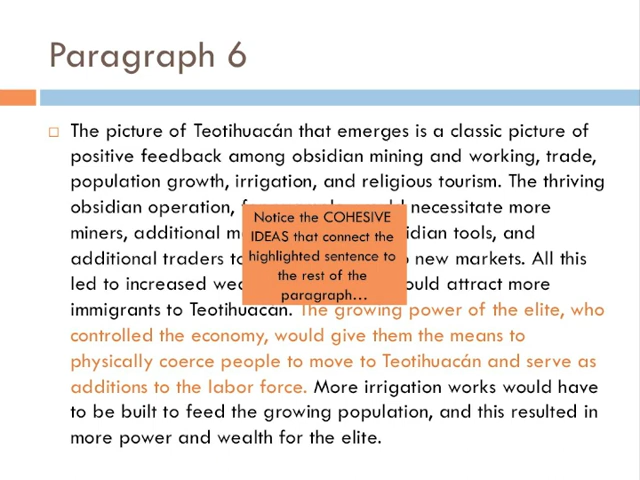 Paragraph 6
The picture of Teotihuacán that emerges is a classic picture of
positive feedback among obsidian mining and working, trade,
population growth, irrigation, and religious tourism. The thriving
obsidian operation, necessitate more
miners, additional tools, and
additional traders new markets. All this
led to increased attract more
immigrants to Teotihuacán. The growing power of the elite, who
controlled the economy, would give them the means to
physically coerce people to move to Teotihuacán and serve as
additions to the labor force. More irrigation works would have
to be built to feed the growing population, and this resulted in
more power and wealth for the elite.
Notice the COHESIVE
IDEAS that connect the
highlighted sentence to
the rest of the
paragraph...